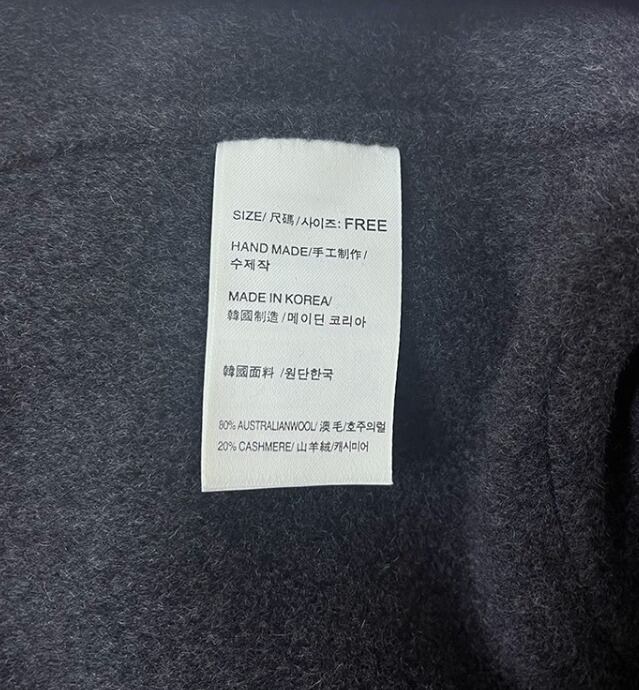 SIZE/ 尺碼/사이즈: FREE
HAND MADE/手工制作/
수제작
MADE IN KOREA/
韓國制造/메이딘 코리아
韓國面料 /원단한국
80% AUSTRALIANWOOL/ 澳毛/호주의럴
20% CASHMERE/ 山羊絨/캐시미어